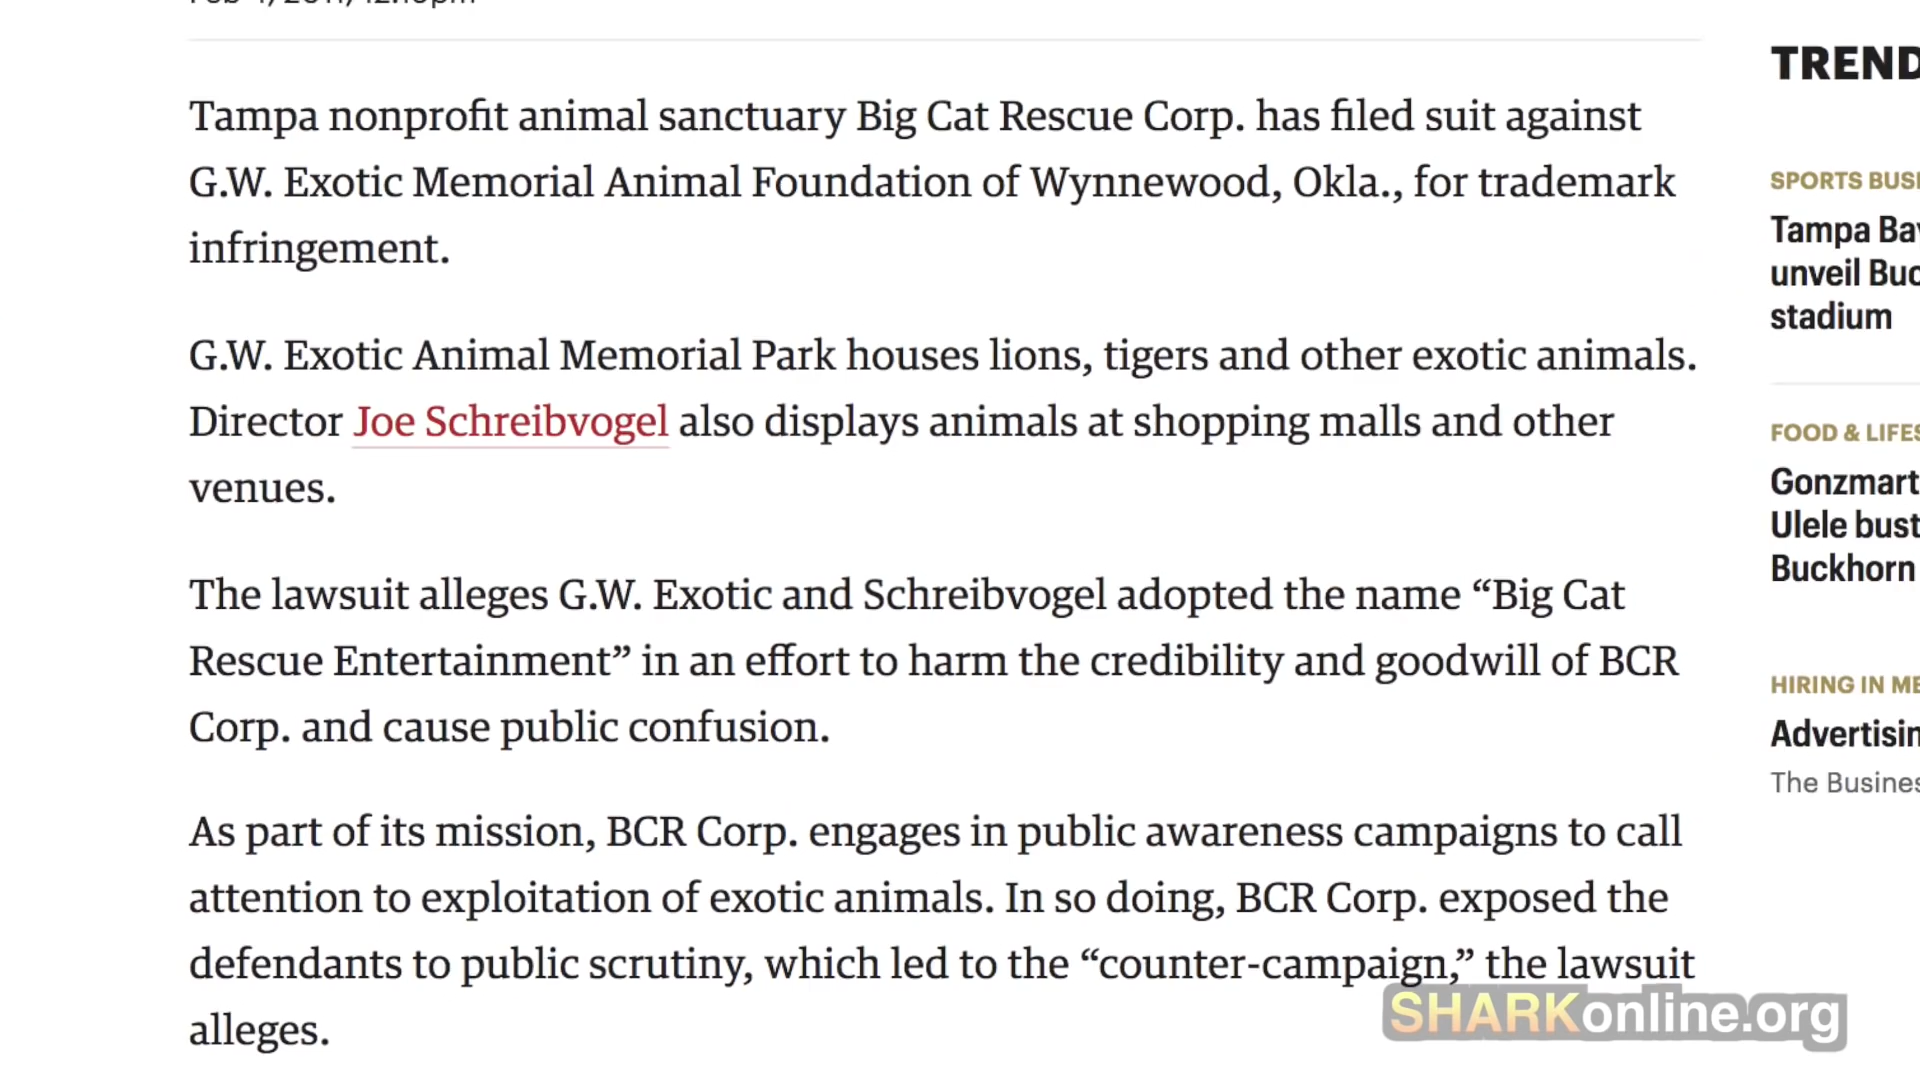 Tampa nonprofit animal sanctuary Big Cat Rescue Corp. has filed suit against
G.W. Exotic Memorial Animal Foundation of Wynnewood, Okla., for trademark
infringement.
G.W. Exotic Animal Memorial Park houses lions, tigers and other exotic animals.
Director Joe Schreibvogel also displays animals at shopping malls and other
venues.
The lawsuit alleges G.W. Exotic and Schreibvogel adopted the name “Big Cat
Rescue Entertainment” in an effort to harm the credibility and goodwill of BCR
Corp. and cause public confusion.
As part of its mission, BCR Corp. engages in public awareness campaigns to call
attention to exploitation of exotic animals. In so doing, BCR Corp. exposed the
defendants to public scrutiny, which led to the “counter-campaign,” the lawsuit
alleges.
TREND
SPORTS BUSI
Tampa Bay
unveil Buc
stadium
FOOD & LIFES
Gonzmart
Ulele bust
Buckhorn
HIRING IN ME
Advertisin
The Busines
SHARKonline.org